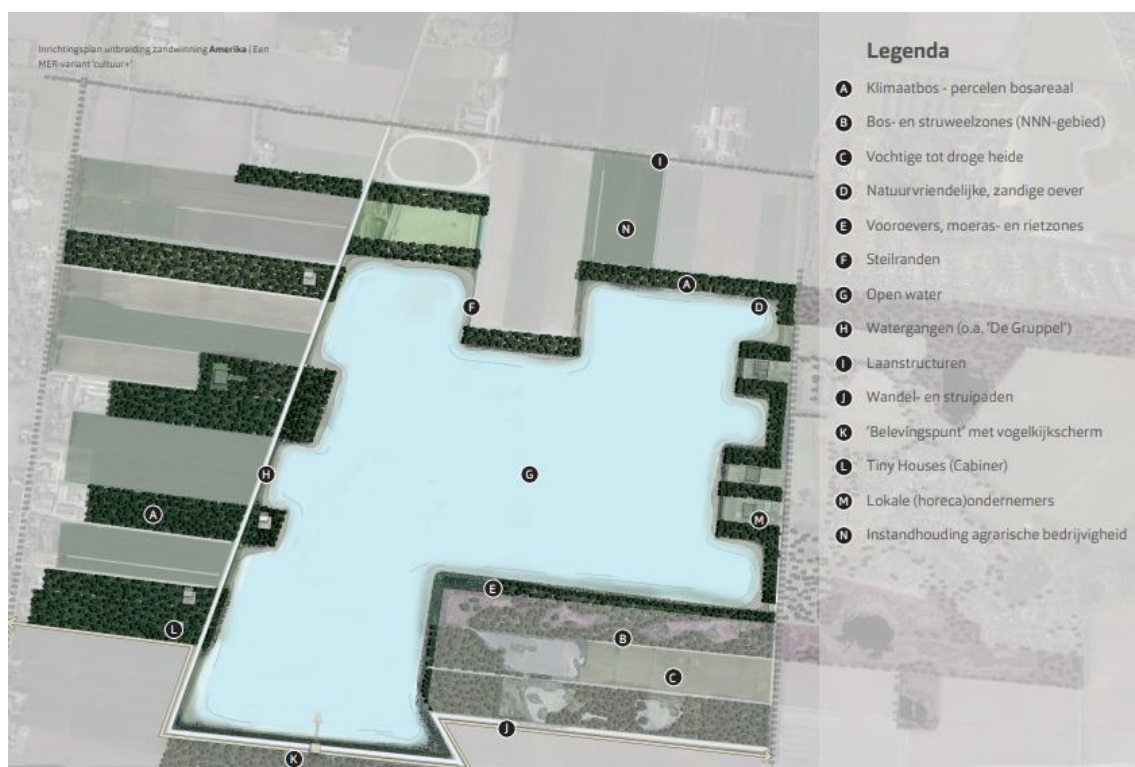 Inrichtingsplan uitbreiding zandwinning Amerika | Een
MER-variant 'cultuur+'
Legenda
A Klimaatbos - percelen bosareaal
B Bos- en struweelzones (NNN-gebied)
C Vochtige tot droge heide
D Natuurvriendelijke, zandige oever
E Vooroevers, moeras- en rietzones
F Steilranden
G Open water
H Watergangen (o.a. 'De Gruppel')
I Laanstructuren
J Wandel- en struipaden
K 'Belevingspunt' met vogelkijkscherm
L Tiny Houses (Cabiner)
M Lokale (horeca)ondernemers
N Instandhouding agrarische bedrijvigheid
I
N
A
F
D
H
G
A
M
E
L
B
C
J
K